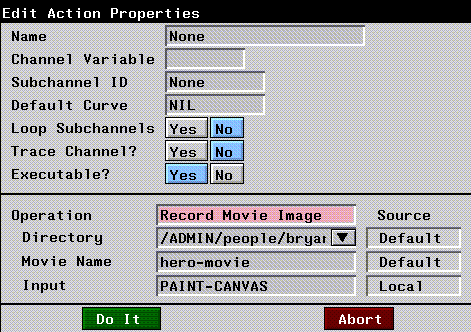 Edit Action Properties
Name None
Channel Variable
Subchannel ID None
Default Curve NIL
Loop Subchannels Yes No
Trace Channel? Yes No
Executable? Yes No
Operation Record Movie Image Source
Directory /ADMIN/people/bryan Default
Movie Name hero-movie Default
Input PAINT-CANVAS Local
Do It Abort